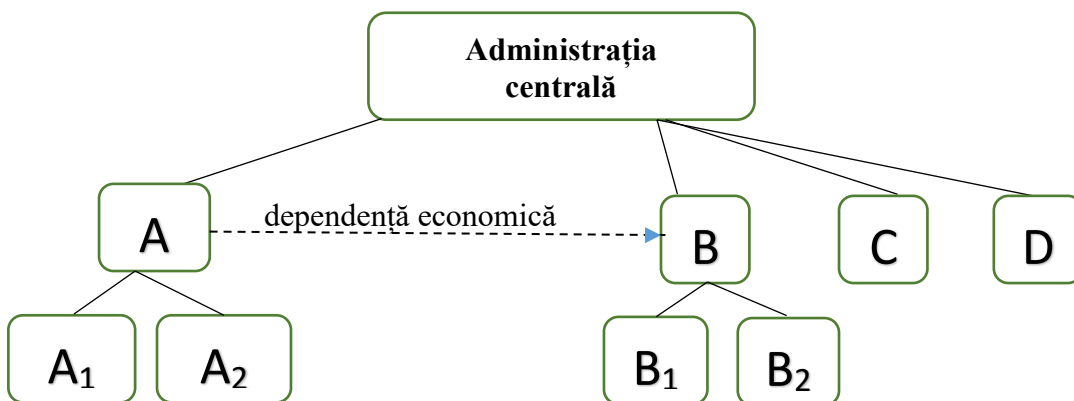 Administrația
centrală
dependență economică
A
B
C
D
A₁
A₂
B₁
B₂